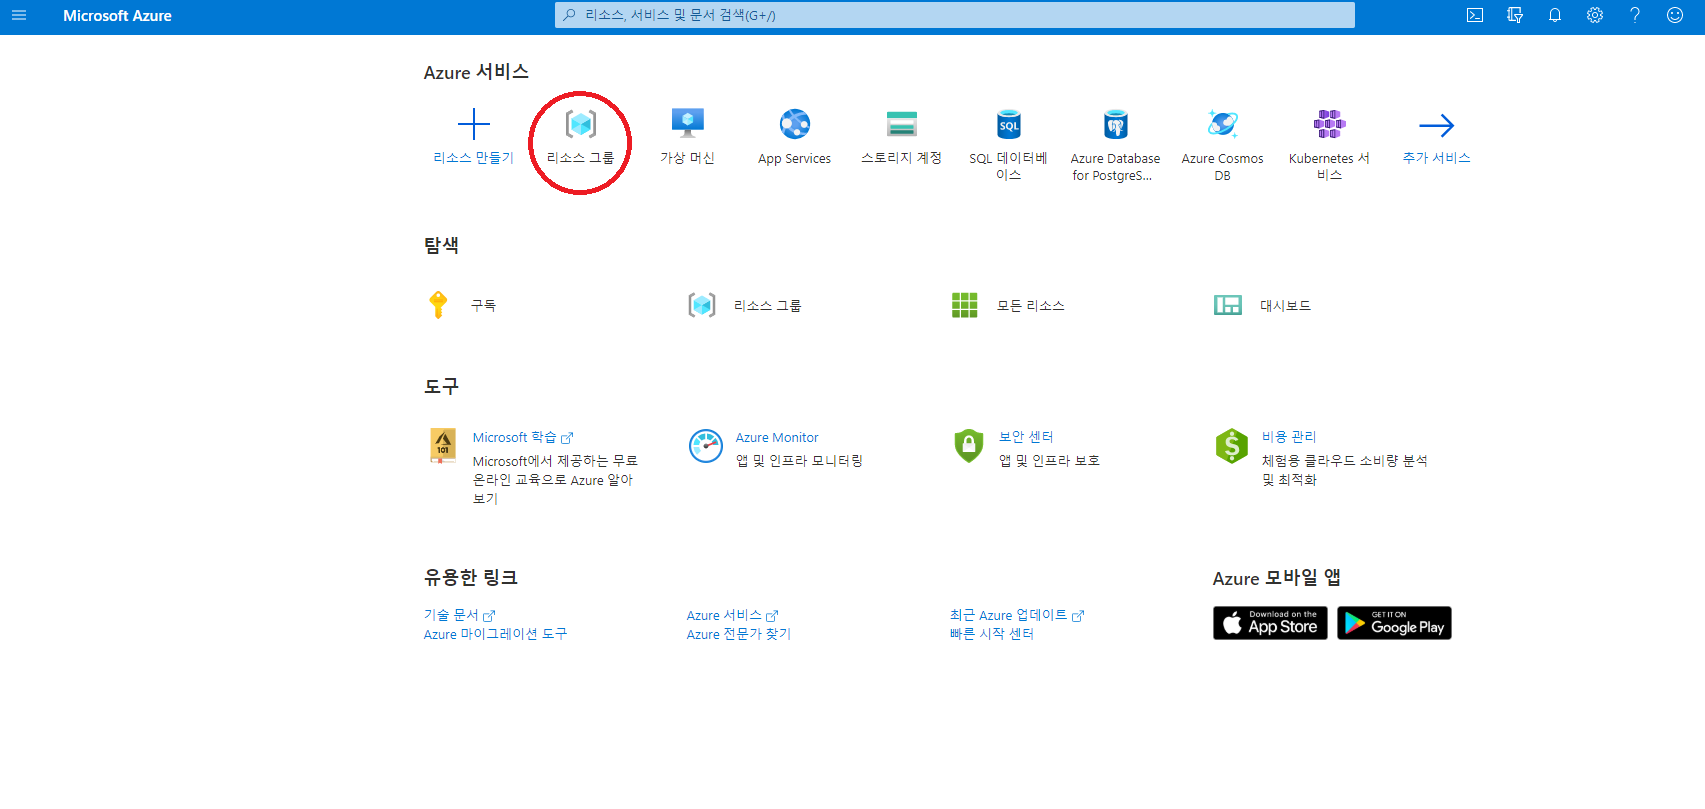 Microsoft Azure
리소스, 서비스 및 문서 검색(G+/)
Azure 서비스
리소스 만들기
리소스 그룹
가상 머신
App Services
스토리지 계정
SQL
SQL 데이터베
이스
Azure Database
for PostgreS...
Azure Cosmos
DB
Kubernetes 서
비스
추가 서비스
탐색
구독
리소스 그룹
모든 리소스
대시보드
도구
101
Microsoft 학습
Microsoft에서 제공하는 무료
온라인 교육으로 Azure 알아
보기
Azure Monitor
앱 및 인프라 모니터링
보안 센터
앱 및 인프라 보호
비용 관리
체험용 클라우드 소비량 분석
및 최적화
유용한 링크
기술 문서
Azure 마이그레이션 도구
Azure 서비스
Azure 전문가 찾기
최근 Azure 업데이트
빠른 시작 센터
Azure 모바일 앱
Download on the
App Store
GET IT ON
Google Play